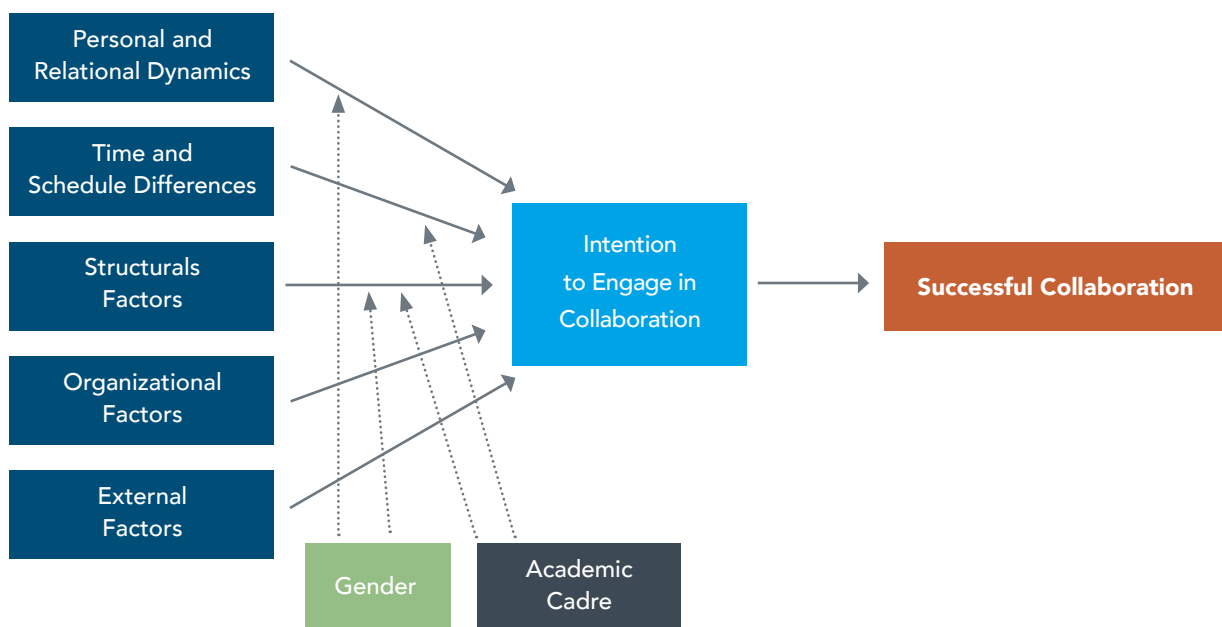 Personal and
Relational Dynamics
Time and
Schedule Differences
Structurals
Factors
Organizational
Factors
External
Factors
Intention
to Engage in
Collaboration
Successful Collaboration
Gender
Academic
Cadre